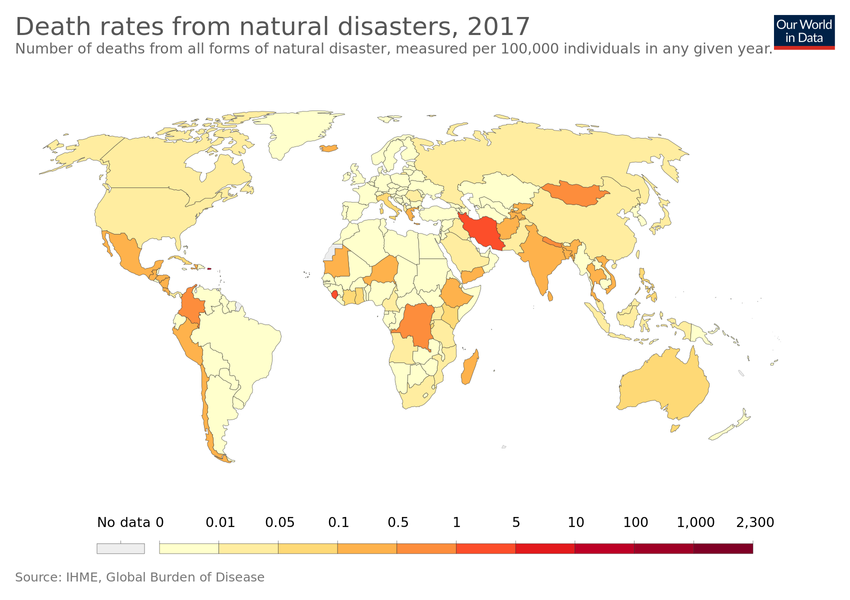 Death rates from natural disasters, 2017
Our World
in Data
Number of deaths from all forms of natural disaster, measured per 100,000 individuals in any given year.
No data 0 0.01 0.05 0.1 0.5 1 5 10 100 1,000 2,300
Source: IHME, Global Burden of Disease